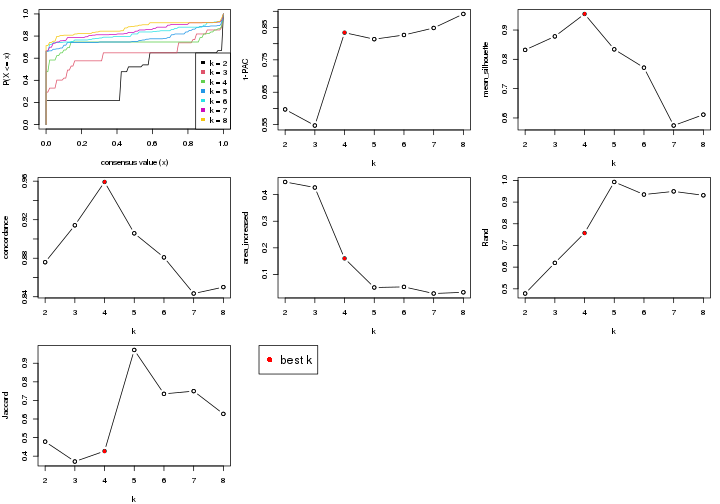 P(X <= x)
0.0 0.2 0.4 0.6 0.8 1.0
k = 2
k = 3
k = 4
k = 5
k = 6
k = 7
k = 8
0.0 0.2 0.4 0.6 0.8 1.0
consensus value (x)
1-PAC
0.55 0.65 0.75 0.85
2 3 4 5 6 7 8
k
mean_silhouette
0.6 0.7 0.8 0.9
2 3 4 5 6 7 8
k
concordance
0.84 0.88 0.92 0.96
2 3 4 5 6 7 8
k
area_increased
0.1 0.2 0.3 0.4
2 3 4 5 6 7 8
k
Rand
0.5 0.6 0.7 0.8 0.9 1.0
2 3 4 5 6 7 8
k
Jaccard
0.4 0.5 0.6 0.7 0.8 0.9
2 3 4 5 6 7 8
k
best k